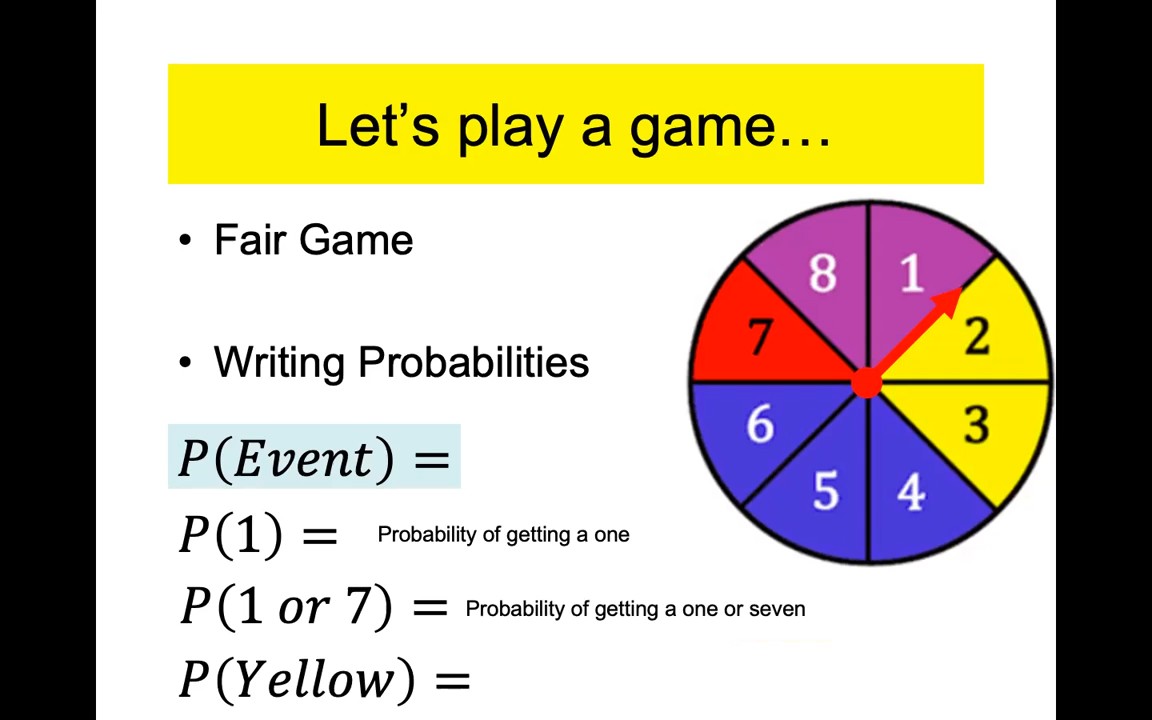 Let’s play a game…
• Fair Game
• Writing Probabilities
P(Event) =
P(1) = Probability of getting a one
P(1 or 7) = Probability of getting a one or seven
P(Yellow) =
8 1
7 2
6 3
5 4